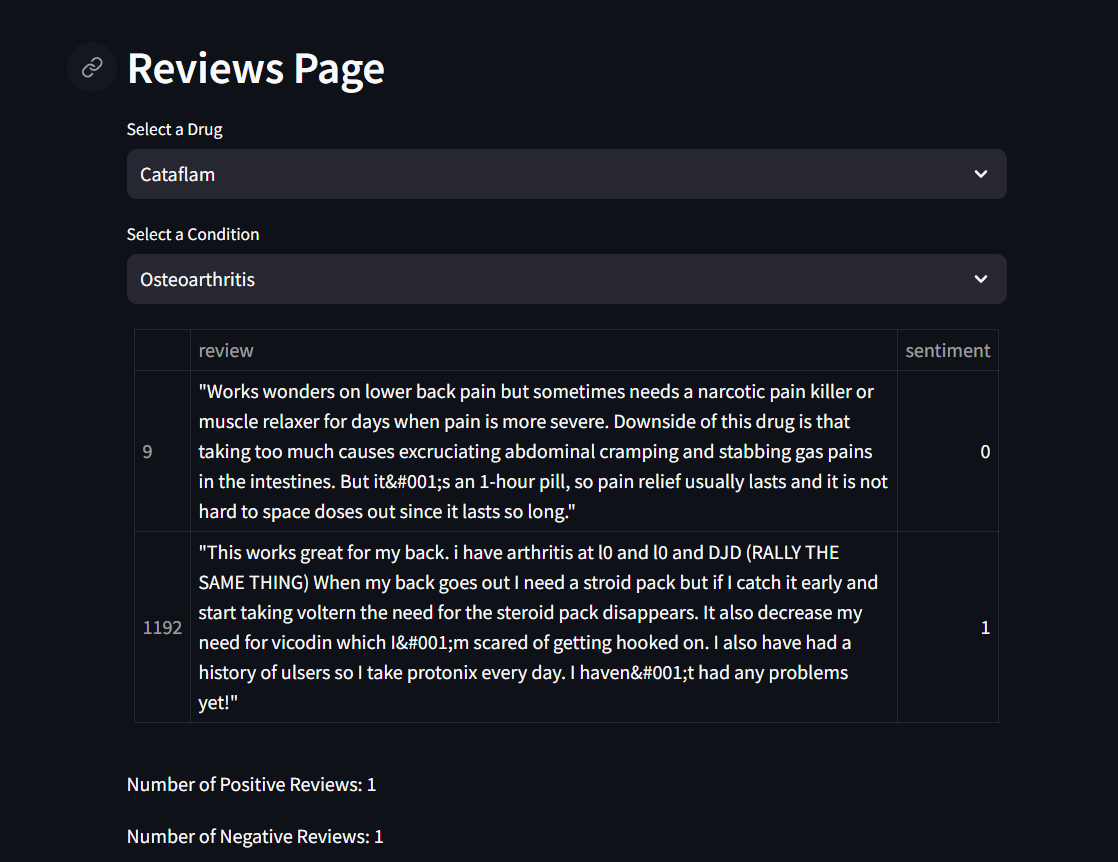 Reviews Page
Select a Drug
Cataflam
Select a Condition
Osteoarthritis
review sentiment
"Works wonders on lower back pain but sometimes needs a narcotic pain killer or
muscle relaxer for days when pain is more severe. Downside of this drug is that
taking too much causes excruciating abdominal cramping and stabbing gas pains
9 0
in the intestines. But it&#001;s an 1-hour pill, so pain relief usually lasts and it is not
hard to space doses out since it lasts so long."
"This works great for my back. i have arthritis at l0 and l0 and DJD (RALLY THE
SAME THING) When my back goes out I need a stroid pack but if I catch it early and
start taking voltern the need for the steroid pack disappears. It also decrease my
1192 1
need for vicodin which I&#001;m scared of getting hooked on. I also have had a
history of ulsers so I take protonix every day. I haven&#001;t had any problems
yet!"
Number of Positive Reviews: 1
Number of Negative Reviews: 1